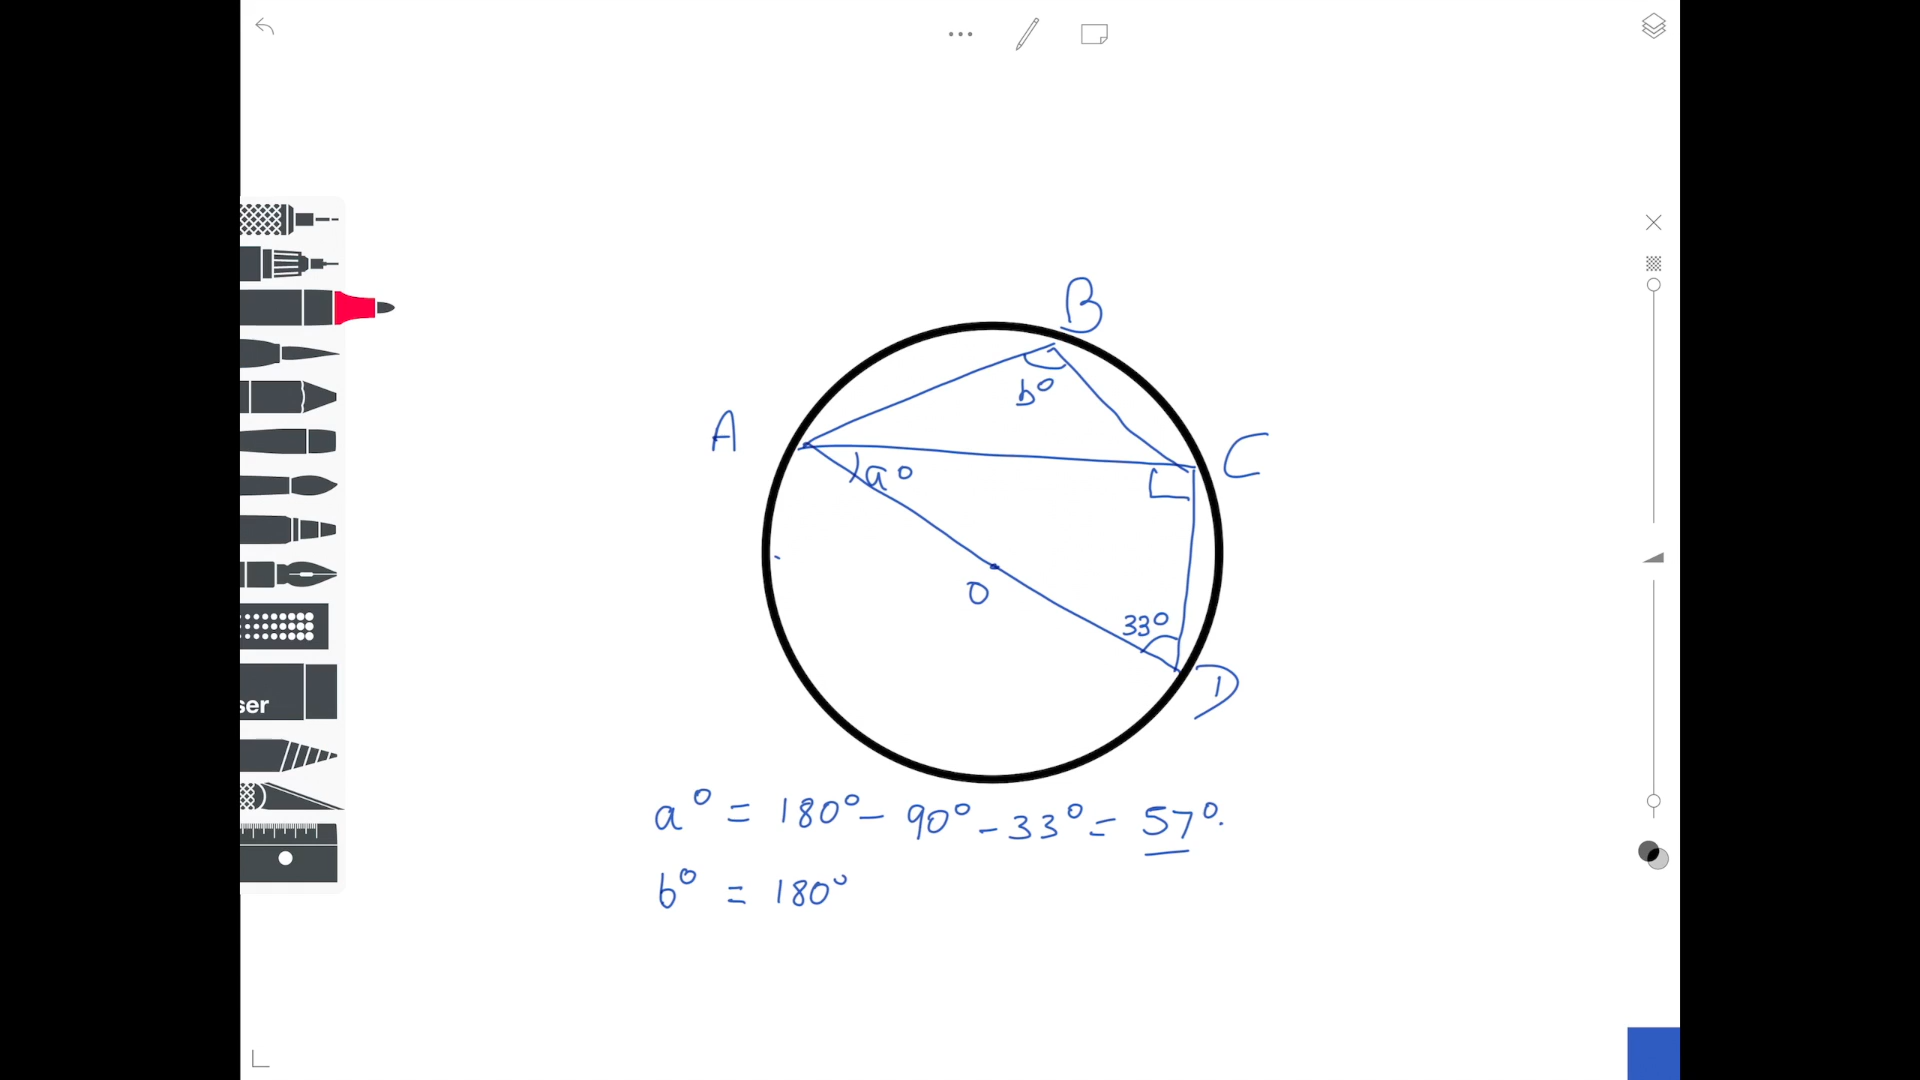 B
b°
A
C
a°
O
33°
D
a° = 180° - 90° - 33° = 57°.
b° = 180°
ser